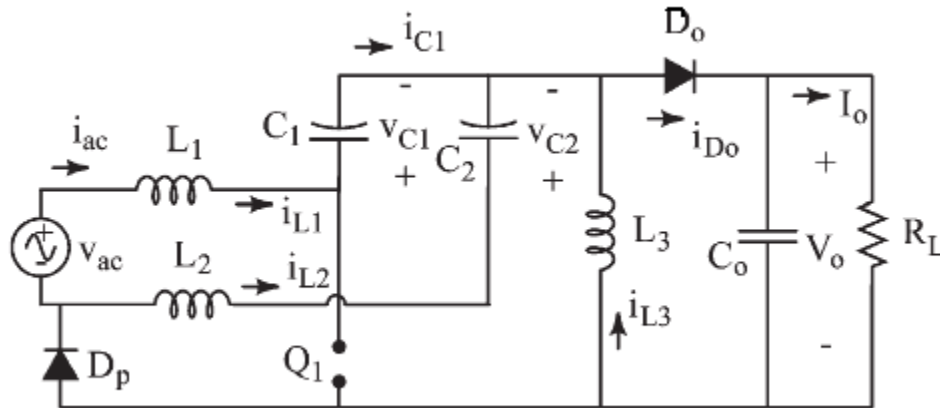 D_o
i_C1
I_o
i_ac
L_1
C_1
-
v_C1
+
C_2
-
v_C2
+
i_Do
+
i_L1
v_ac
+
L_2
i_L2
L_3
C_o
V_o
R_L
i_L3
-
D_p
Q_1